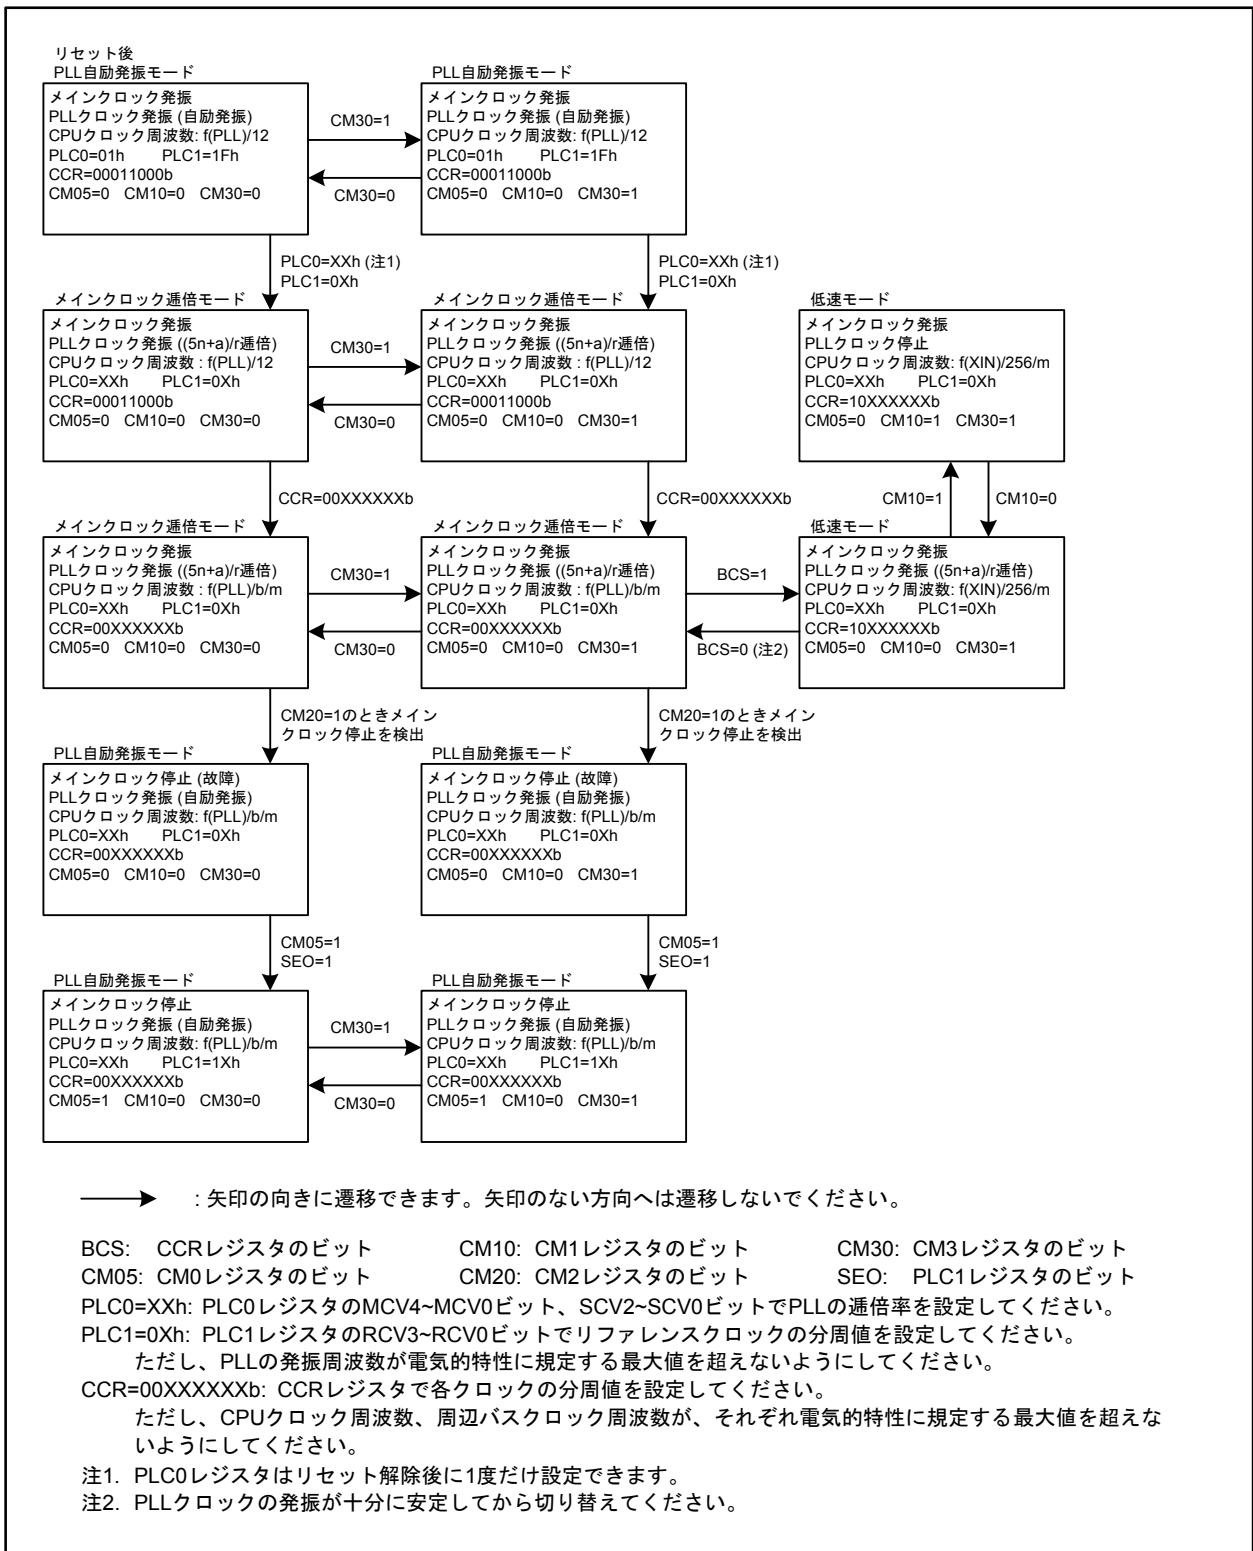 リセット後
PLL自励発振モード
メインクロック発振
PLLクロック発振 (自励発振)
CPUクロック周波数: f(PLL)/12
PLC0=01h PLC1=1Fh
CCR=00011000b
CM05=0 CM10=0 CM30=0
CM30=1
CM30=0
PLL自励発振モード
メインクロック発振
PLLクロック発振 (自励発振)
CPUクロック周波数: f(PLL)/12
PLC0=01h PLC1=1Fh
CCR=00011000b
CM05=0 CM10=0 CM30=1
PLC0=XXh (注1)
PLC1=0Xh
PLC0=XXh (注1)
PLC1=0Xh
メインクロック逓倍モード
メインクロック発振
PLLクロック発振 ((5n+a)/r逓倍)
CPUクロック周波数 : f(PLL)/12
PLC0=XXh PLC1=0Xh
CCR=00011000b
CM05=0 CM10=0 CM30=0
CM30=1
CM30=0
メインクロック逓倍モード
メインクロック発振
PLLクロック発振 ((5n+a)/r逓倍)
CPUクロック周波数 : f(PLL)/12
PLC0=XXh PLC1=0Xh
CCR=00011000b
CM05=0 CM10=0 CM30=1
低速モード
メインクロック発振
PLLクロック停止
CPUクロック周波数: f(XIN)/256/m
PLC0=XXh PLC1=0Xh
CCR=10XXXXXXb
CM05=0 CM10=1 CM30=1
CCR=00XXXXXXb
CCR=00XXXXXXb
CM10=1
CM10=0
メインクロック逓倍モード
メインクロック発振
PLLクロック発振 ((5n+a)/r逓倍)
CPUクロック周波数 : f(PLL)/b/m
PLC0=XXh PLC1=0Xh
CCR=00XXXXXXb
CM05=0 CM10=0 CM30=0
CM30=1
CM30=0
メインクロック逓倍モード
メインクロック発振
PLLクロック発振 ((5n+a)/r逓倍)
CPUクロック周波数 : f(PLL)/b/m
PLC0=XXh PLC1=0Xh
CCR=00XXXXXXb
CM05=0 CM10=0 CM30=1
BCS=1
BCS=0 (注2)
低速モード
メインクロック発振
PLLクロック発振 ((5n+a)/r逓倍)
CPUクロック周波数: f(XIN)/256/m
PLC0=XXh PLC1=0Xh
CCR=10XXXXXXb
CM05=0 CM10=0 CM30=1
CM20=1のときメイン
クロック停止を検出
CM20=1のときメイン
クロック停止を検出
PLL自励発振モード
メインクロック停止 (故障)
PLLクロック発振 (自励発振)
CPUクロック周波数: f(PLL)/b/m
PLC0=XXh PLC1=0Xh
CCR=00XXXXXXb
CM05=0 CM10=0 CM30=0
PLL自励発振モード
メインクロック停止 (故障)
PLLクロック発振 (自励発振)
CPUクロック周波数: f(PLL)/b/m
PLC0=XXh PLC1=0Xh
CCR=00XXXXXXb
CM05=0 CM10=0 CM30=1
CM05=1
SEO=1
CM05=1
SEO=1
PLL自励発振モード
メインクロック停止
PLLクロック発振 (自励発振)
CPUクロック周波数: f(PLL)/b/m
PLC0=XXh PLC1=1Xh
CCR=00XXXXXXb
CM05=1 CM10=0 CM30=0
CM30=1
CM30=0
PLL自励発振モード
メインクロック停止
PLLクロック発振 (自励発振)
CPUクロック周波数: f(PLL)/b/m
PLC0=XXh PLC1=1Xh
CCR=00XXXXXXb
CM05=1 CM10=0 CM30=1
: 矢印の向きに遷移できます。矢印のない方向へは遷移しないでください。
BCS: CCRレジスタのビット CM10: CM1レジスタのビット CM30: CM3レジスタのビット
CM05: CM0レジスタのビット CM20: CM2レジスタのビット SEO: PLC1レジスタのビット
PLC0=XXh: PLC0レジスタのMCV4~MCV0ビット、SCV2~SCV0ビットでPLLの逓倍率を設定してください。
PLC1=0Xh: PLC1レジスタのRCV3~RCV0ビットでリファレンスクロックの分周値を設定してください。
ただし、PLLの発振周波数が電気的特性に規定する最大値を超えないようにしてください。
CCR=00XXXXXXb: CCRレジスタで各クロックの分周値を設定してください。
ただし、CPUクロック周波数、周辺バスクロック周波数が、それぞれ電気的特性に規定する最大値を超えな
いようにしてください。
注1. PLC0レジスタはリセット解除後に1度だけ設定できます。
注2. PLLクロックの発振が十分に安定してから切り替えてください。